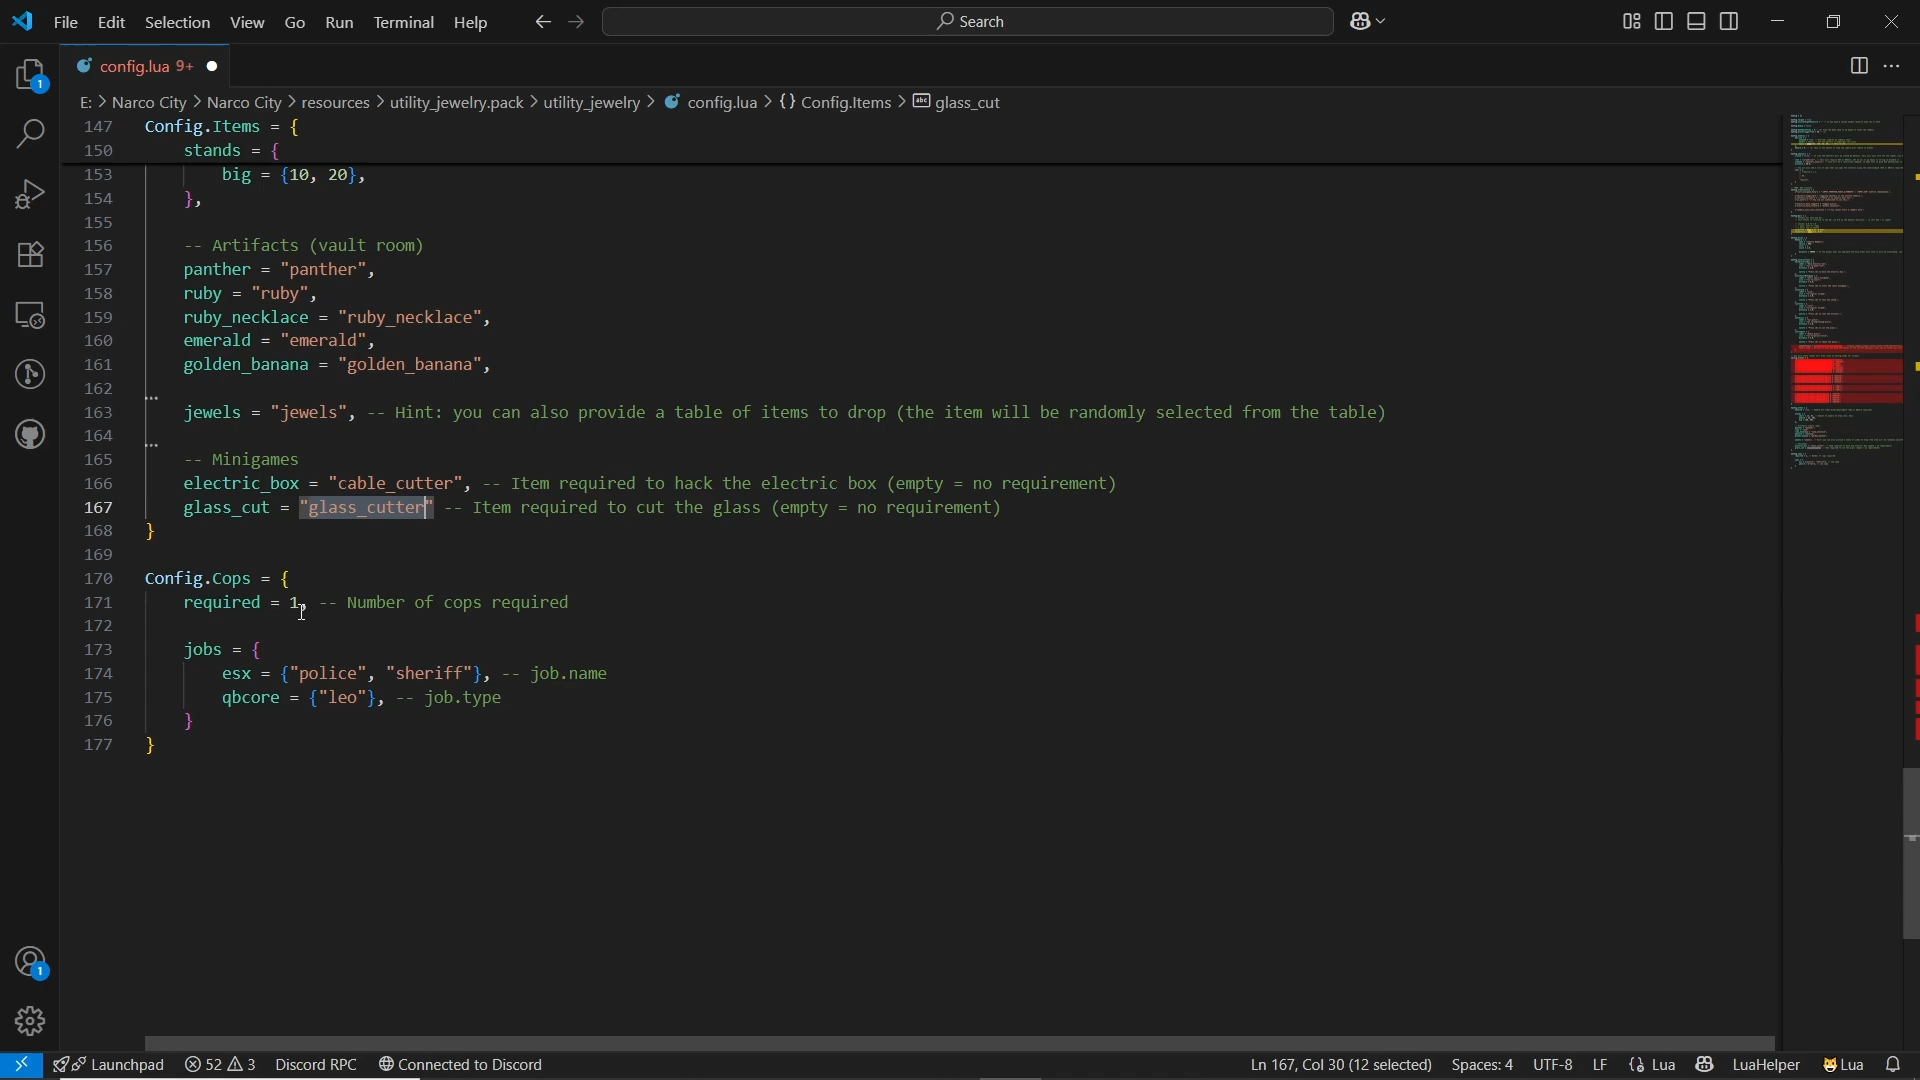 File Edit Selection View Go Run Terminal Help Search
config.lua 9+
E: > Narco City > Narco City > resources > utility_jewelry.pack > utility_jewelry > config.lua > {} Config.Items > abc glass_cut
147 Config.Items = {
150 stands = {
153 big = {10, 20},
154 },
155
156 -- Artifacts (vault room)
157 panther = "panther",
158 ruby = "ruby",
159 ruby_necklace = "ruby_necklace",
160 emerald = "emerald",
161 golden_banana = "golden_banana",
162
163 jewels = "jewels", -- Hint: you can also provide a table of items to drop (the item will be randomly selected from the table)
164
165 -- Minigames
166 electric_box = "cable_cutter", -- Item required to hack the electric box (empty = no requirement)
167 glass_cut = "glass_cutter" -- Item required to cut the glass (empty = no requirement)
168 }
169
170 Config.Cops = {
171 required = 1, -- Number of cops required
172
173 jobs = {
174 esx = {"police", "sheriff"}, -- job.name
175 qbcore = {"leo"}, -- job.type
176 }
177 }
1
1
Launchpad 52 3 Discord RPC Connected to Discord Ln 167, Col 30 (12 selected) Spaces: 4 UTF-8 LF Lua LuaHelper Lua